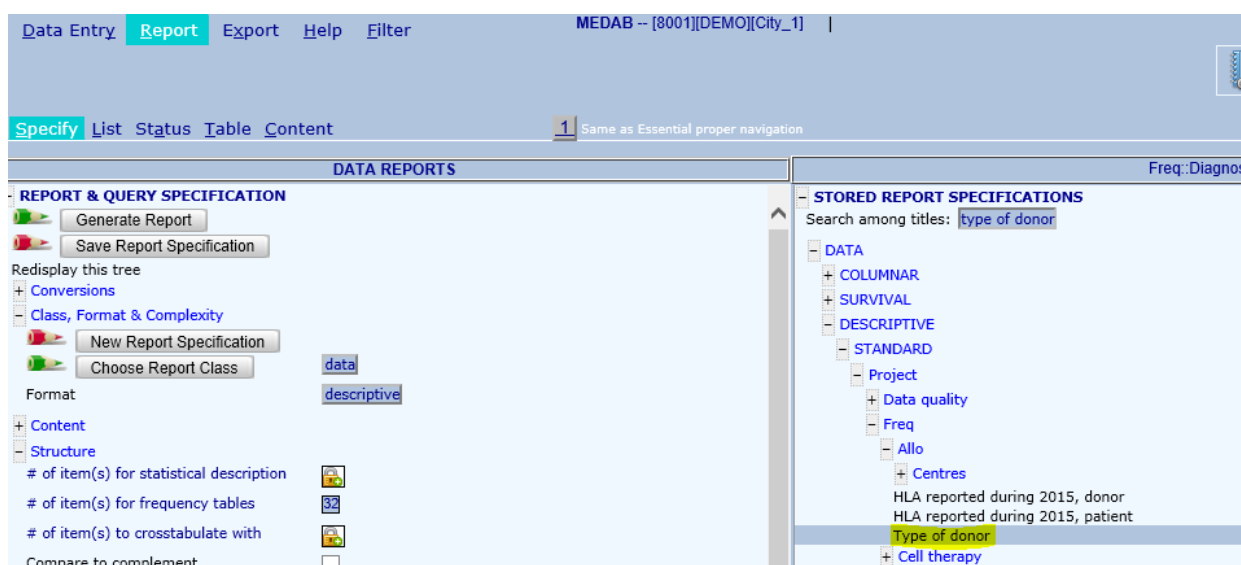 Data Entry Report Export Help Filter
MEDAB -- [8001][DEMO][City_1]
Specify List Status Table Content
1 Same as Essential proper navigation
DATA REPORTS
- REPORT & QUERY SPECIFICATION
Generate Report
Save Report Specification
Redisplay this tree
+ Conversions
- Class, Format & Complexity
New Report Specification
Choose Report Class data
Format descriptive
+ Content
- Structure
# of item(s) for statistical description
# of item(s) for frequency tables 32
# of item(s) to crosstabulate with
Compare to complement
Freq::Diagnos
- STORED REPORT SPECIFICATIONS
Search among titles: type of donor
- DATA
+ COLUMNAR
+ SURVIVAL
- DESCRIPTIVE
- STANDARD
- Project
+ Data quality
- Freq
- Allo
+ Centres
HLA reported during 2015, donor
HLA reported during 2015, patient
Type of donor
+ Cell therapy